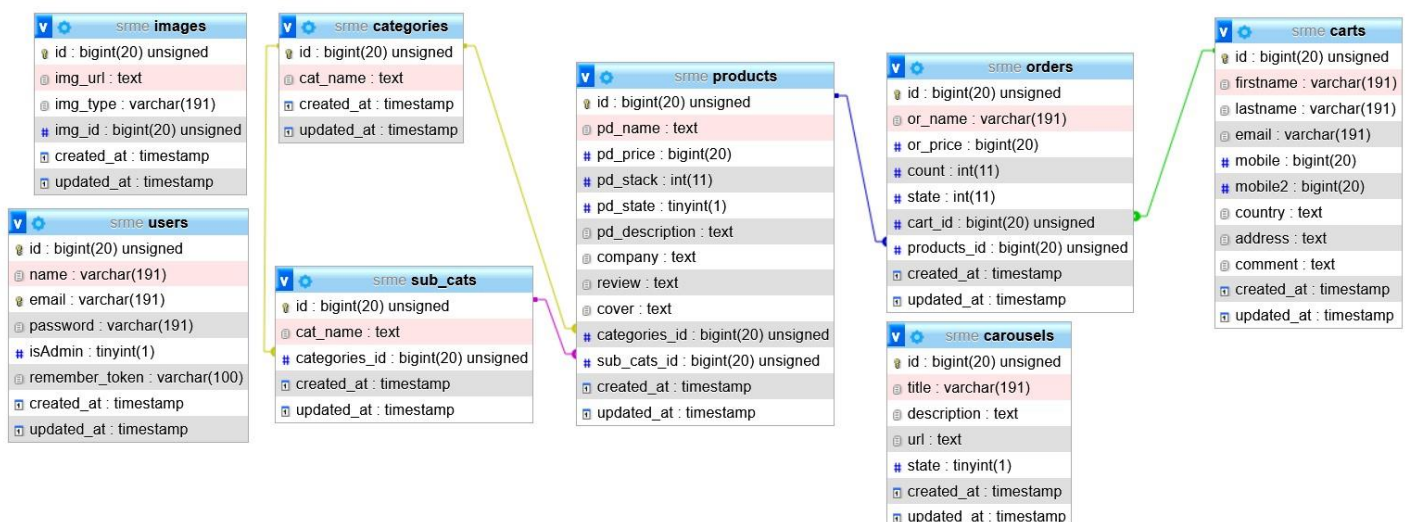 srme images
id : bigint(20) unsigned
img_url : text
img_type : varchar(191)
img_id : bigint(20) unsigned
created_at : timestamp
updated_at : timestamp
srme users
id : bigint(20) unsigned
name : varchar(191)
email : varchar(191)
password : varchar(191)
isAdmin : tinyint(1)
remember_token : varchar(100)
created_at : timestamp
updated_at : timestamp
srme categories
id : bigint(20) unsigned
cat_name : text
created_at : timestamp
updated_at : timestamp
srme sub_cats
id : bigint(20) unsigned
cat_name : text
categories_id : bigint(20) unsigned
created_at : timestamp
updated_at : timestamp
srme products
id : bigint(20) unsigned
pd_name : text
pd_price : bigint(20)
pd_stack : int(11)
pd_state : tinyint(1)
pd_description : text
company : text
review : text
cover : text
categories_id : bigint(20) unsigned
sub_cats_id : bigint(20) unsigned
created_at : timestamp
updated_at : timestamp
srme orders
id : bigint(20) unsigned
or_name : varchar(191)
or_price : bigint(20)
count : int(11)
state : int(11)
cart_id : bigint(20) unsigned
products_id : bigint(20) unsigned
created_at : timestamp
updated_at : timestamp
srme carousels
id : bigint(20) unsigned
title : varchar(191)
description : text
url : text
state : tinyint(1)
created_at : timestamp
updated_at : timestamp
srme carts
id : bigint(20) unsigned
firstname : varchar(191)
lastname : varchar(191)
email : varchar(191)
mobile : bigint(20)
mobile2 : bigint(20)
country : text
address : text
comment : text
created_at : timestamp
updated_at : timestamp